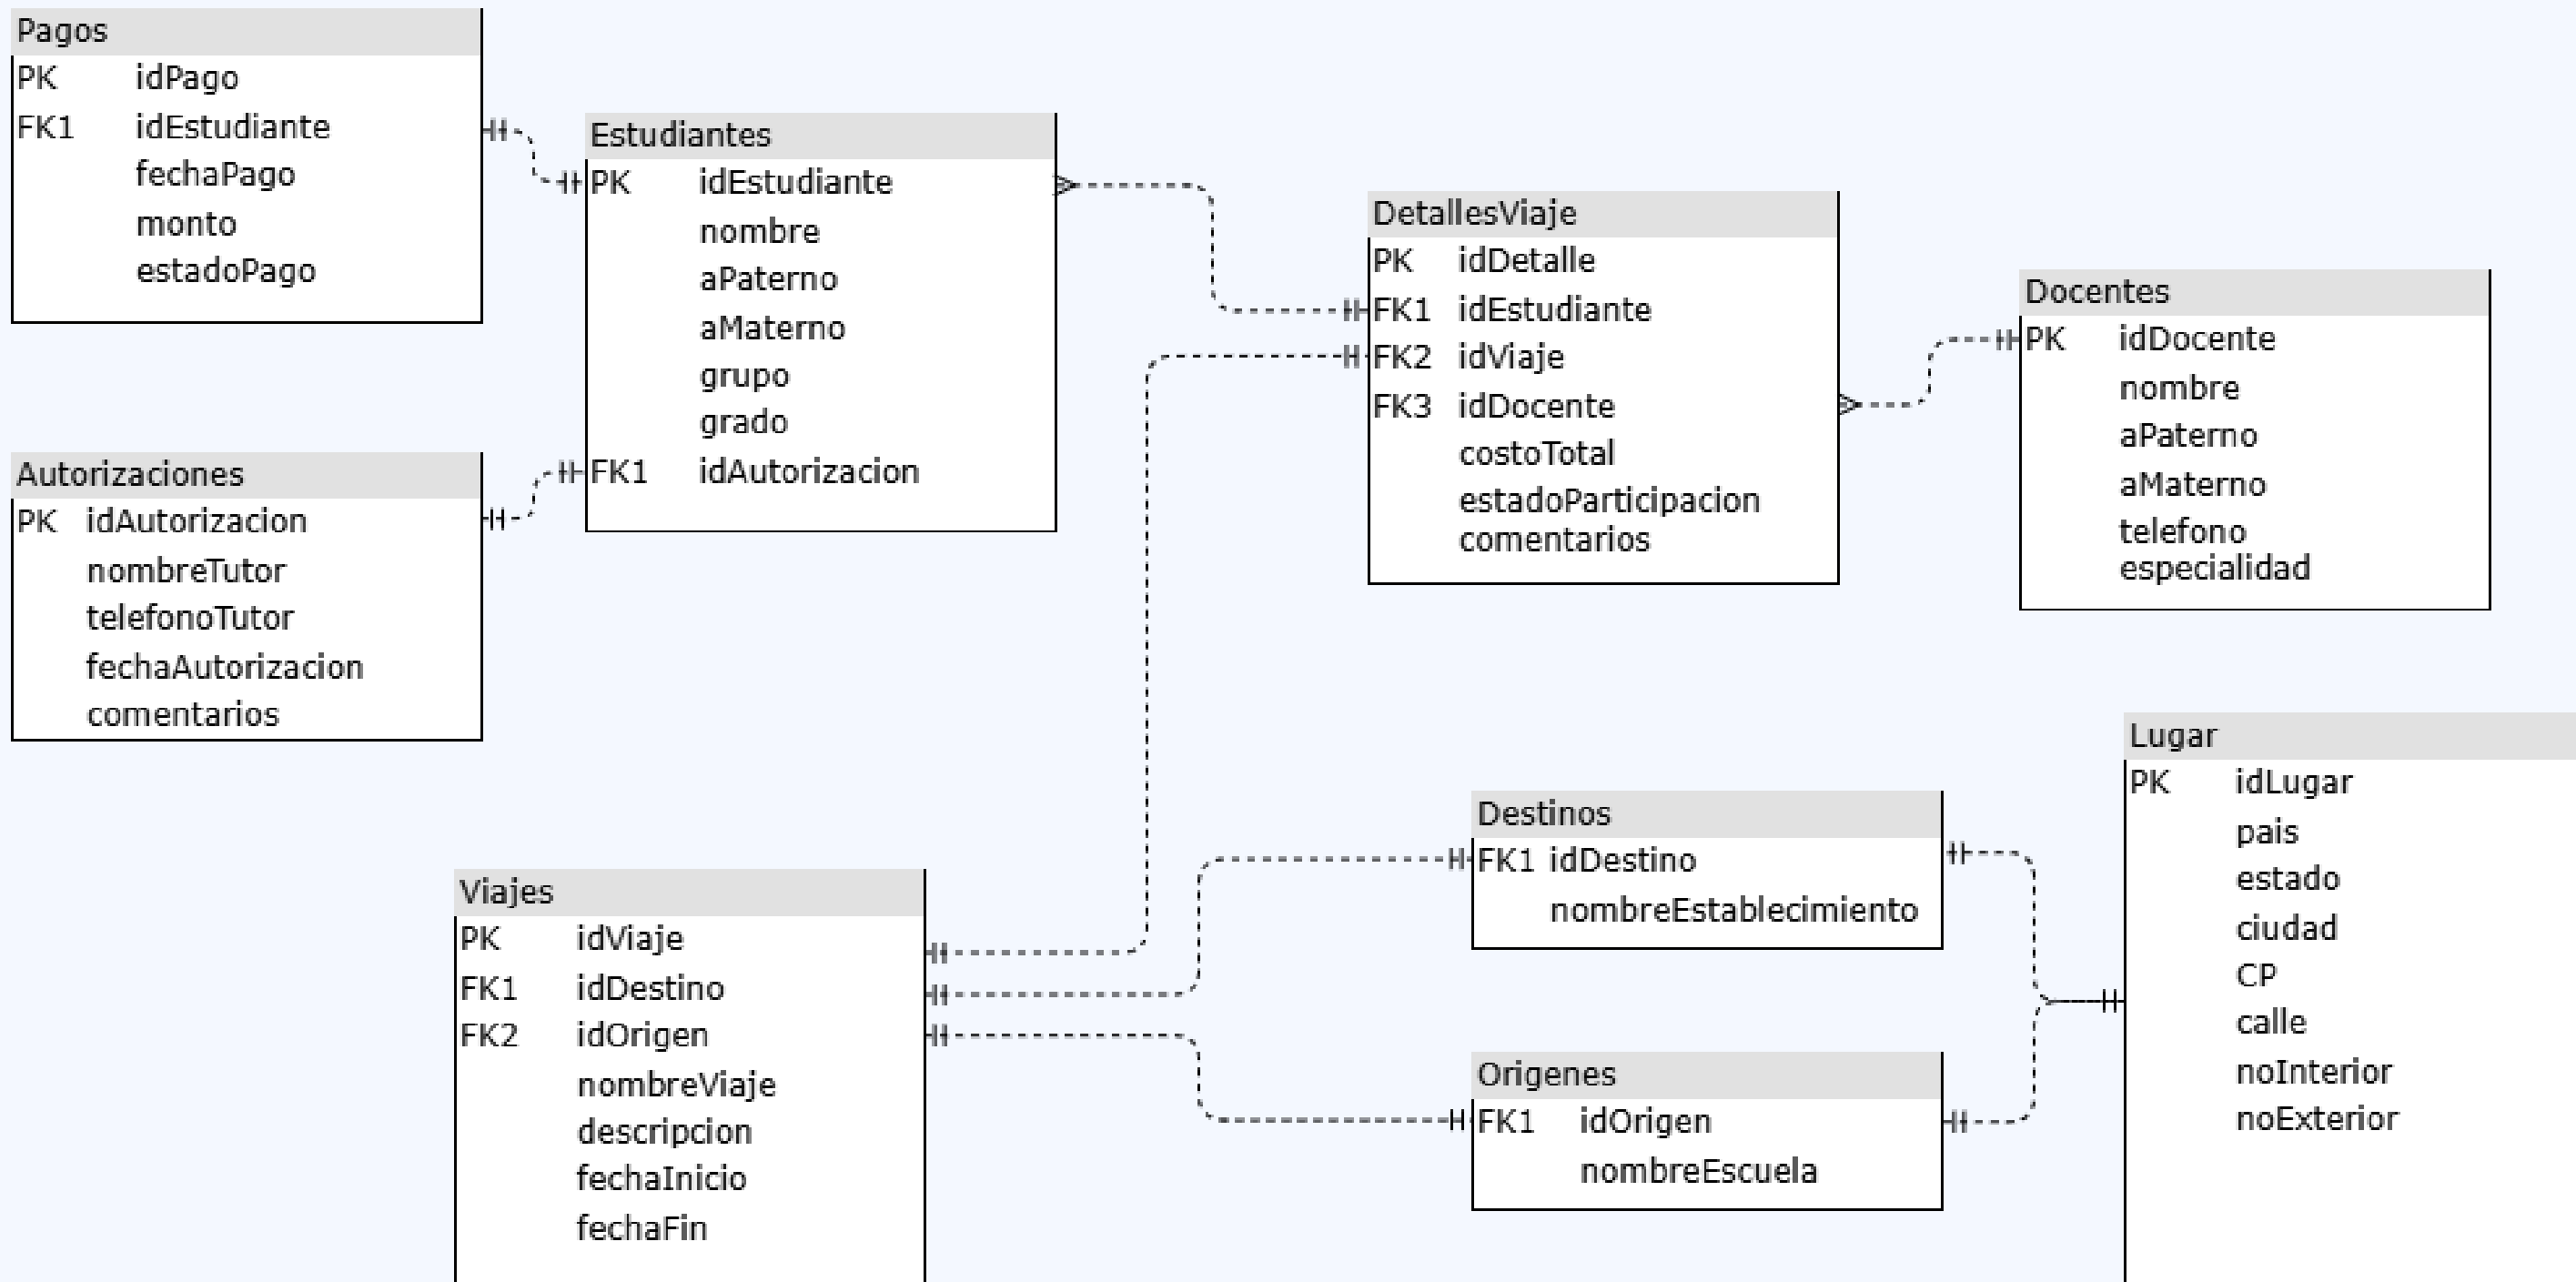 Pagos
PK idPago
FK1 idEstudiante
fechaPago
monto
estadoPago
Estudiantes
PK idEstudiante
nombre
aPaterno
aMaterno
grupo
grado
FK1 idAutorizacion
DetallesViaje
PK idDetalle
FK1 idEstudiante
FK2 idViaje
FK3 idDocente
costoTotal
estadoParticipacion
comentarios
Docentes
PK idDocente
nombre
aPaterno
aMaterno
telefono
especialidad
Autorizaciones
PK idAutorizacion
nombreTutor
telefonoTutor
fechaAutorizacion
comentarios
Viajes
PK idViaje
FK1 idDestino
FK2 idOrigen
nombreViaje
descripcion
fechaInicio
fechaFin
Destinos
FK1 idDestino
nombreEstablecimiento
Origenes
FK1 idOrigen
nombreEscuela
Lugar
PK idLugar
pais
estado
ciudad
CP
calle
noInterior
noExterior